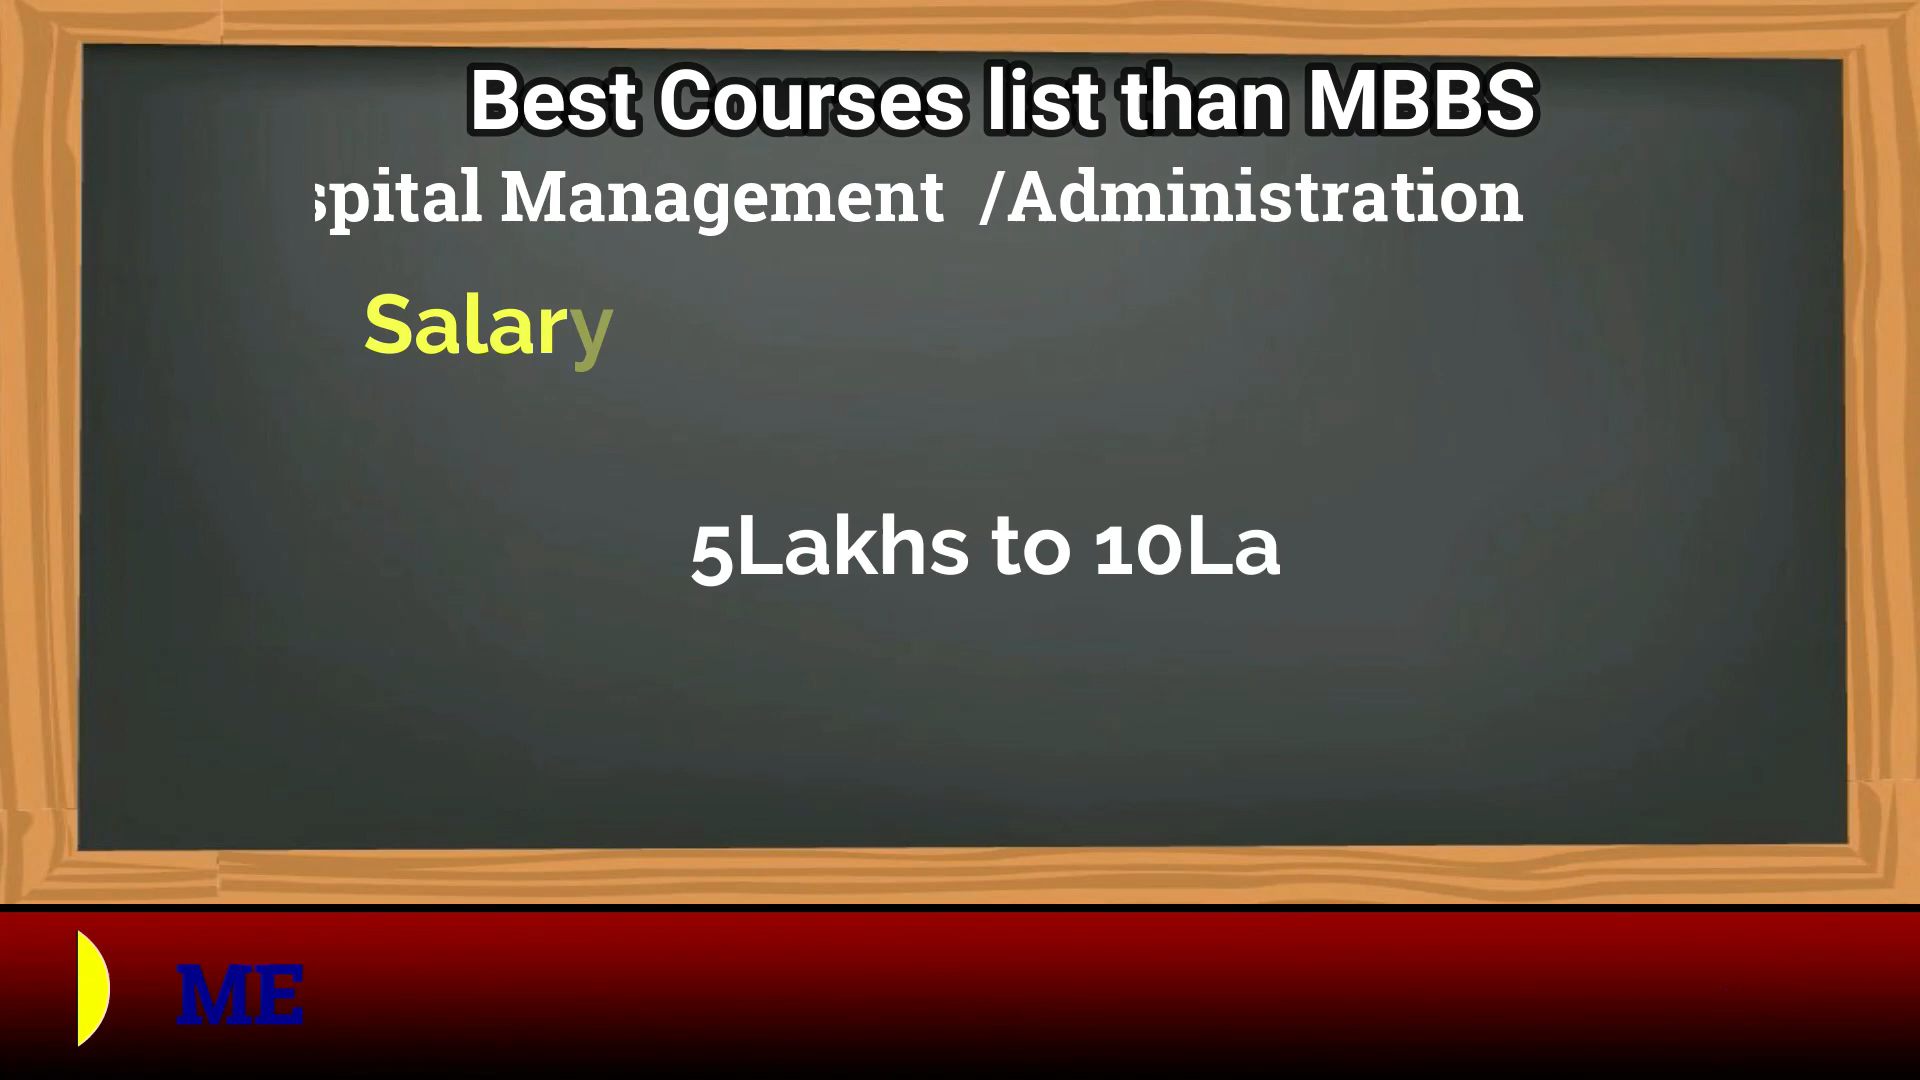 Best Courses list than MBBS
spital Management /Administration
Salary
5Lakhs to 10La
ME